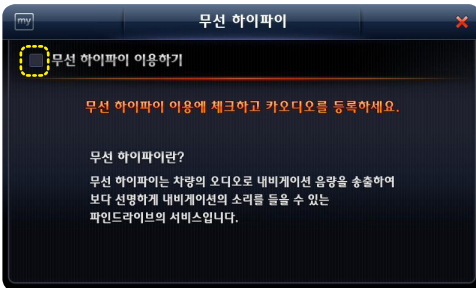 my
무선 하이파이
무선 하이파이 이용하기
무선 하이파이 이용에 체크하고 카오디오를 등록하세요.
무선 하이파이란?
무선 하이파이는 차량의 오디오로 내비게이션 음량을 송출하여
보다 선명하게 내비게이션의 소리를 들을 수 있는
파인드라이브의 서비스입니다.